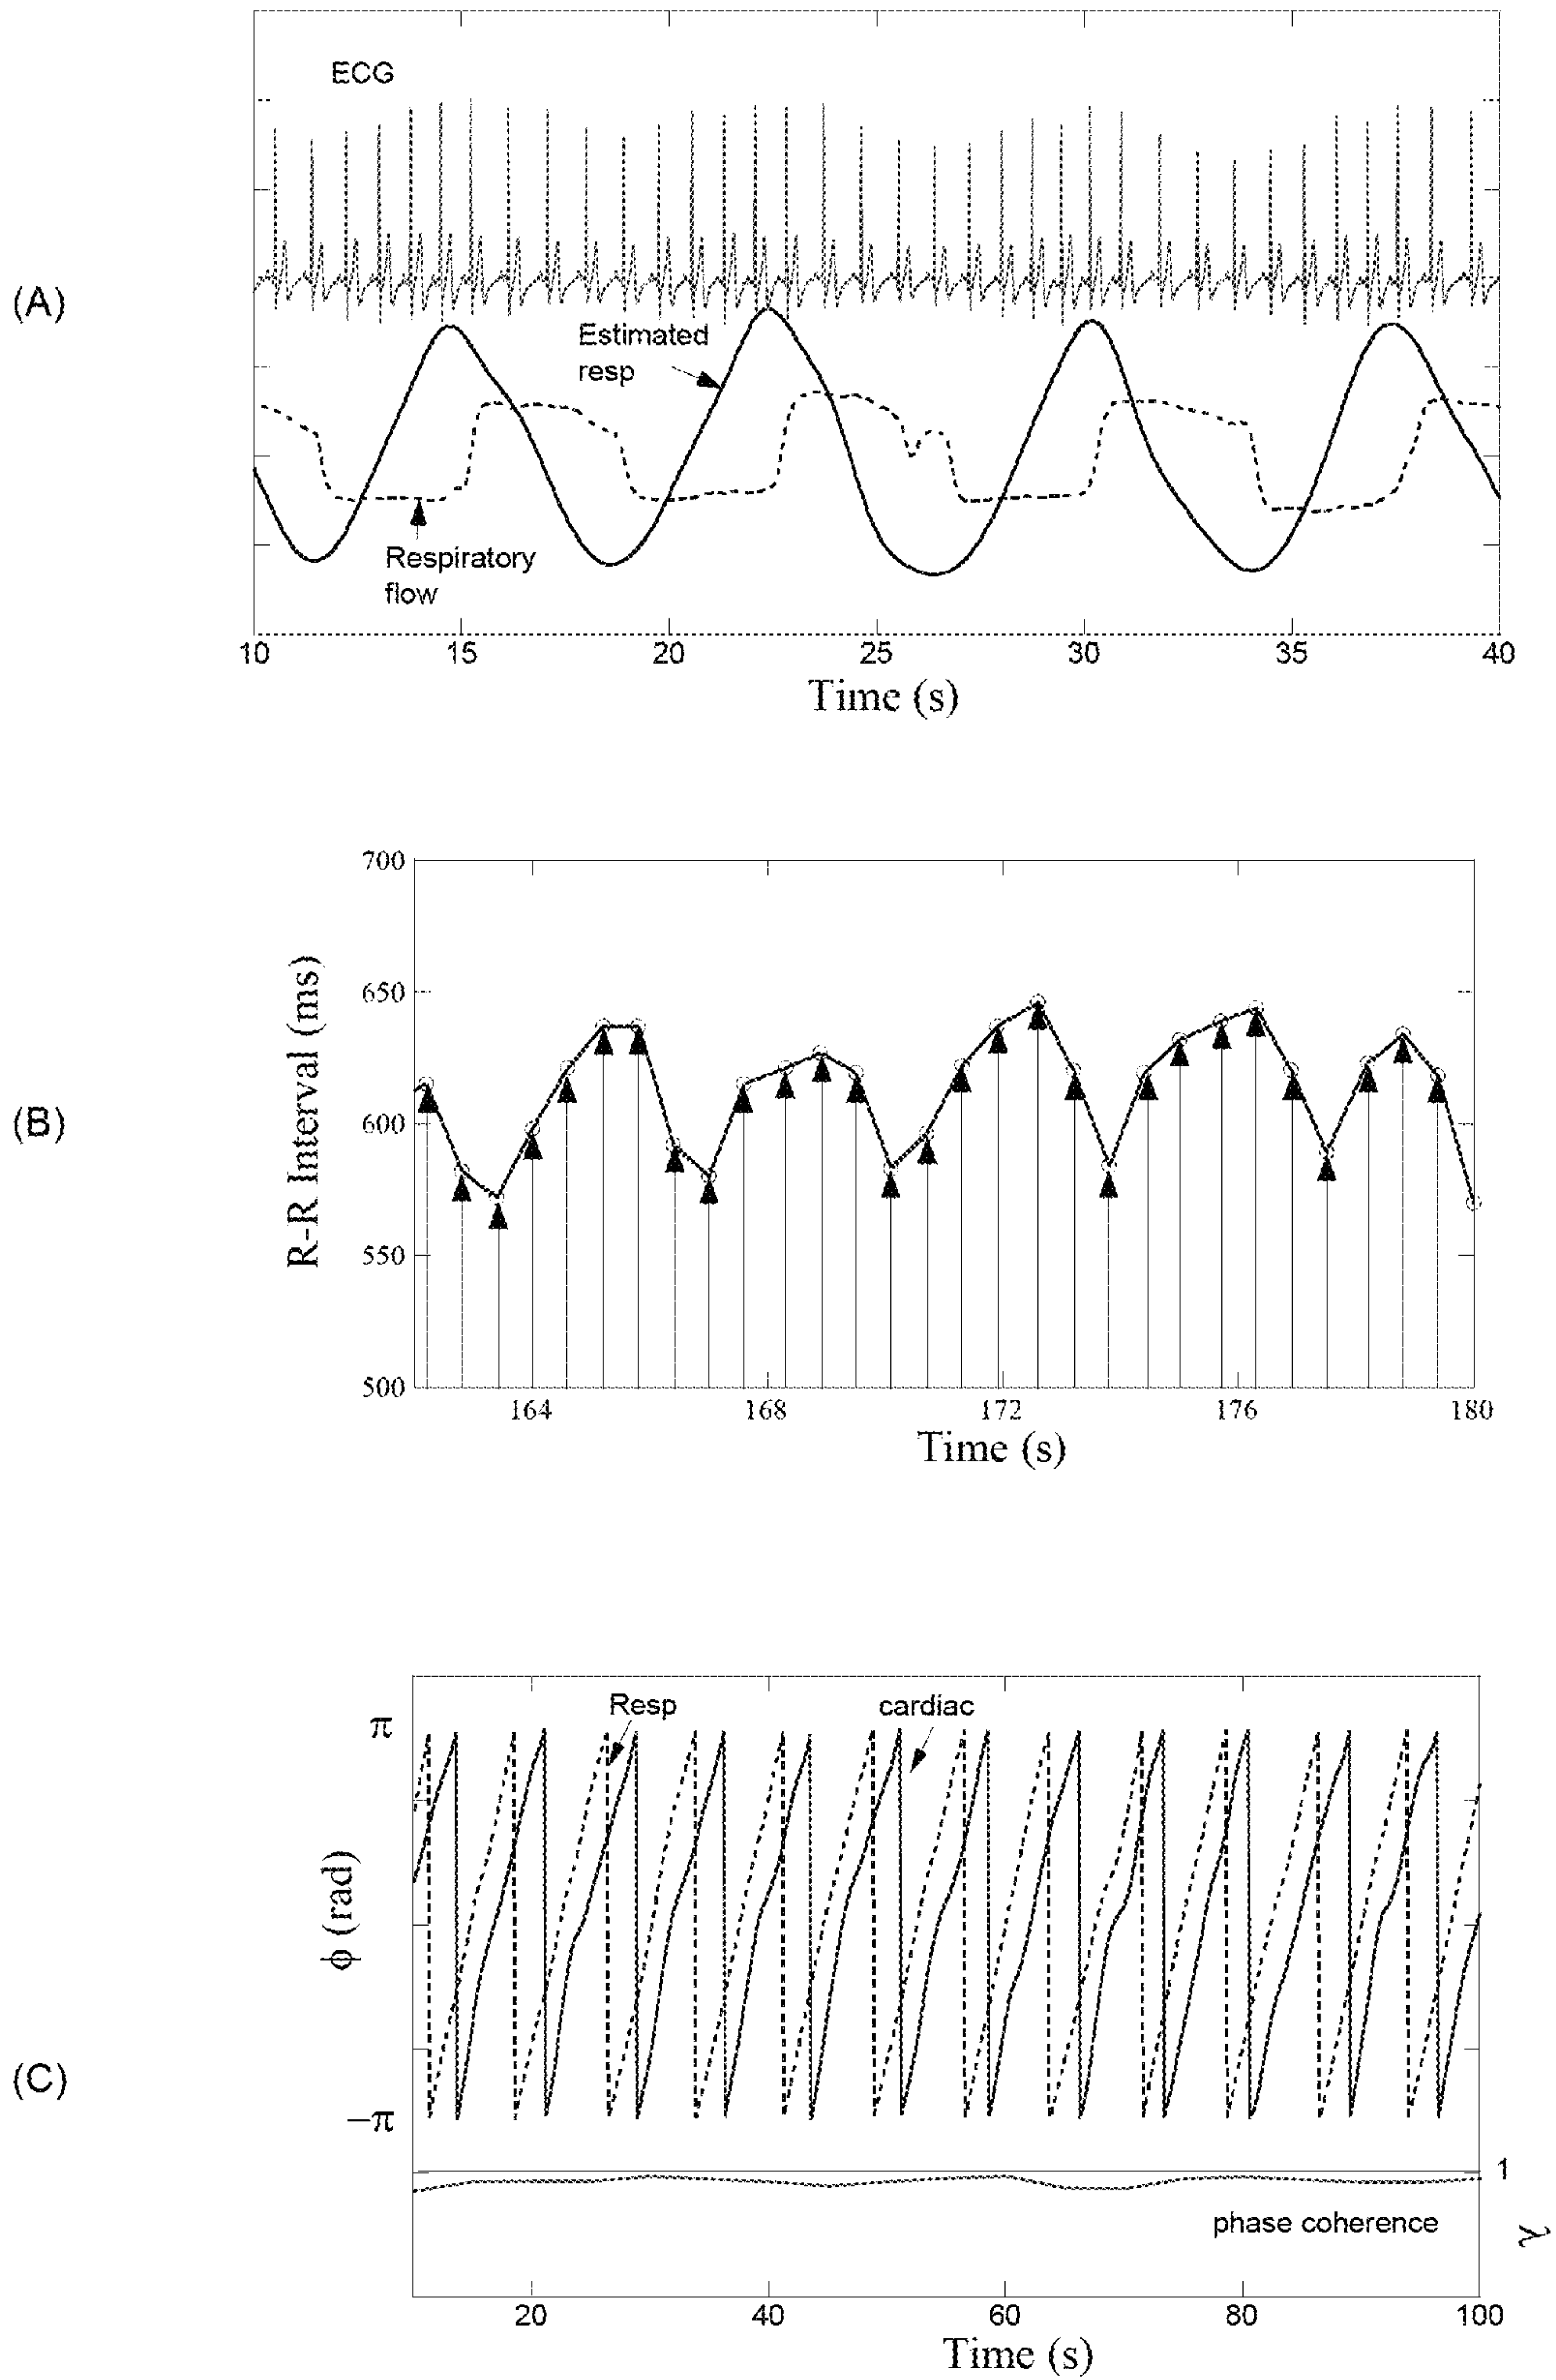 (A)
ECG
Estimated
resp
Respiratory
flow
10 15 20 25 30 35 40
Time (s)
(B)
R-R Interval (ms)
700
650
600
550
500
164 168 172 176 180
Time (s)
(C)
Resp
cardiac
π
ϕ (rad)
−π
1
phase coherence
λ
20 40 60 80 100
Time (s)